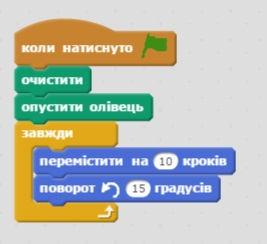 коли натиснуто
очистити
опустити олівець
завжди
перемістити на 10 кроків
поворот 15 градусів